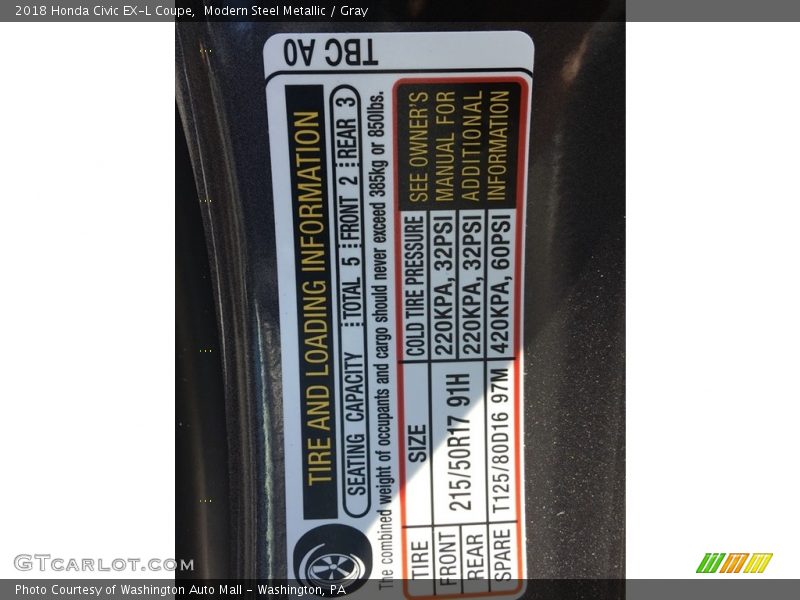 2018 Honda Civic EX-L Coupe, Modern Steel Metallic / Gray
TBC A0
TIRE AND LOADING INFORMATION
SEATING CAPACITY TOTAL 5 FRONT 2 REAR 3
The combined weight of occupants and cargo should never exceed 385kg or 850lbs.
TIRE SIZE COLD TIRE PRESSURE
FRONT 215/50R17 91H 220KPA, 32PSI
REAR 220KPA, 32PSI
SPARE T125/80D16 97M 420KPA, 60PSI
SEE OWNER'S
MANUAL FOR
ADDITIONAL
INFORMATION
GTcarlot.com
Photo Courtesy of Washington Auto Mall - Washington, PA